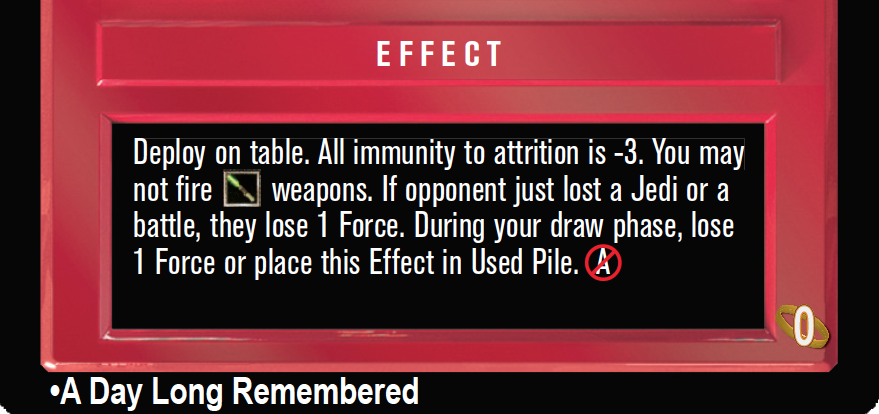 EFFECT
Deploy on table. All immunity to attrition is -3. You may
not fire weapons. If opponent just lost a Jedi or a
battle, they lose 1 Force. During your draw phase, lose
1 Force or place this Effect in Used Pile. A
0
•A Day Long Remembered